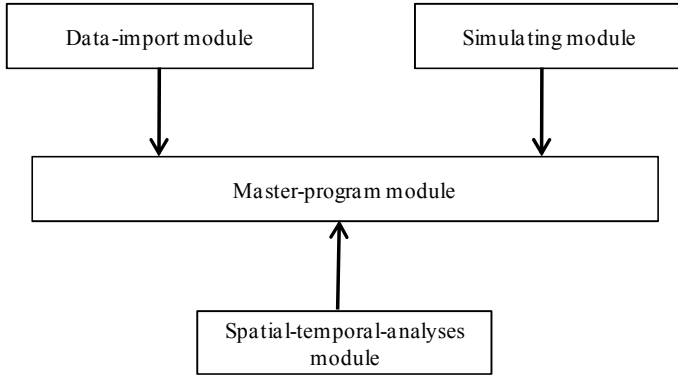 Data-import module
Simulating module
Master-program module
Spatial-temporal-analyses
module